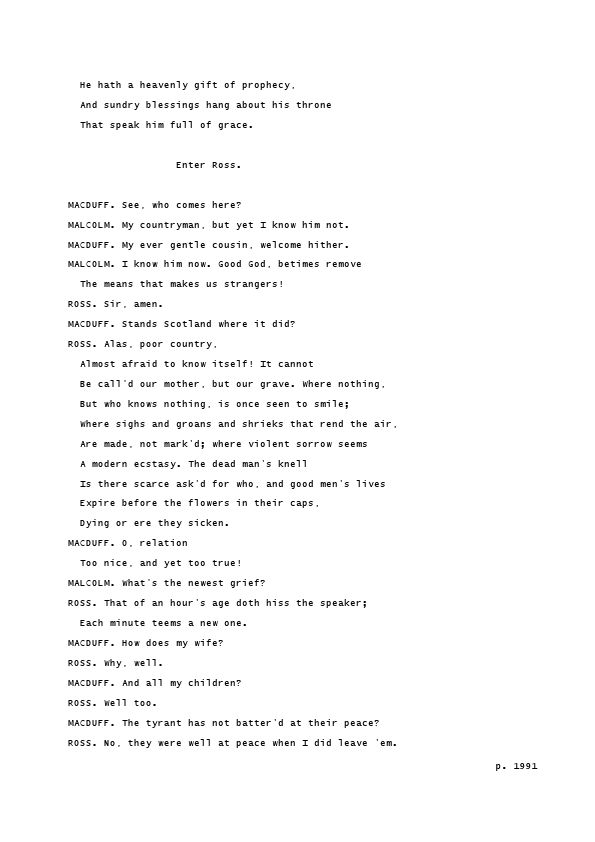 He hath a heavenly gift of prophecy,
And sundry blessings hang about his throne
That speak him full of grace.
Enter Ross.
MACDUFF. See, who comes here?
MALCOLM. My countryman, but yet I know him not.
MACDUFF. My ever gentle cousin, welcome hither.
MALCOLM. I know him now. Good God, betimes remove
The means that makes us strangers!
ROSS. Sir, amen.
MACDUFF. Stands Scotland where it did?
ROSS. Alas, poor country,
Almost afraid to know itself! It cannot
Be call'd our mother, but our grave. Where nothing,
But who knows nothing, is once seen to smile;
Where sighs and groans and shrieks that rend the air,
Are made, not mark'd; where violent sorrow seems
A modern ecstasy. The dead man's knell
Is there scarce ask'd for who, and good men's lives
Expire before the flowers in their caps,
Dying or ere they sicken.
MACDUFF. O, relation
Too nice, and yet too true!
MALCOLM. What's the newest grief?
ROSS. That of an hour's age doth hiss the speaker;
Each minute teems a new one.
MACDUFF. How does my wife?
ROSS. Why, well.
MACDUFF. And all my children?
ROSS. Well too.
MACDUFF. The tyrant has not batter'd at their peace?
ROSS. No, they were well at peace when I did leave 'em.
p. 1991